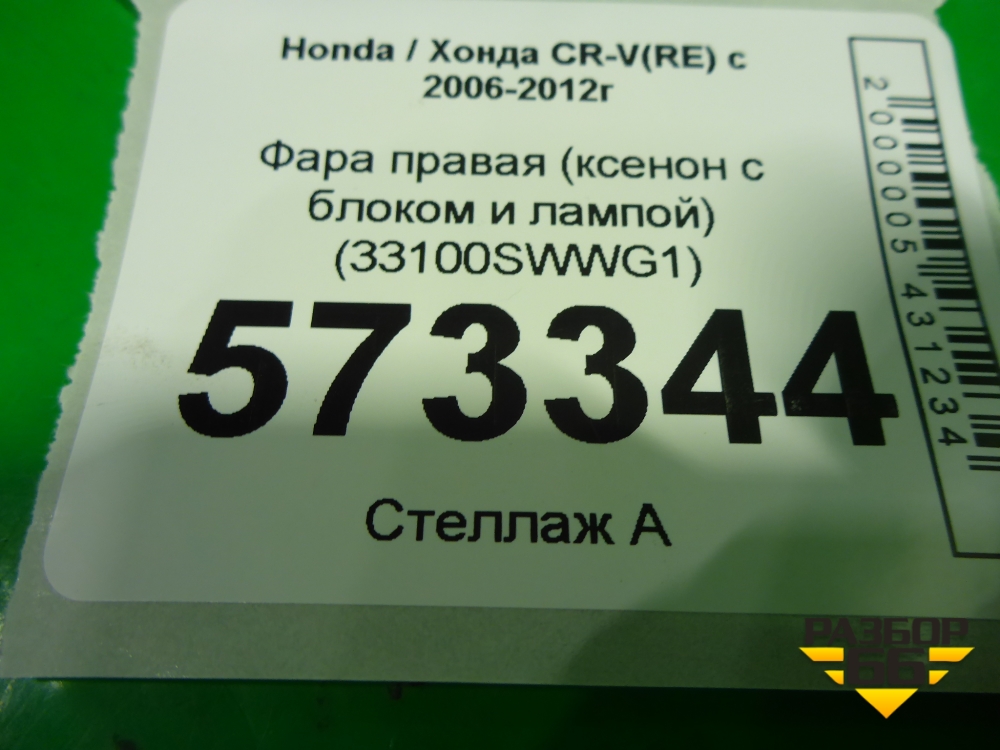 Honda / Хонда CR-V(RE) с
2006-2012г
Фара правая (ксенон с
блоком и лампой)
(33100SWWG1)
573344
Стеллаж А
2000005431234
РАЗБОР
66